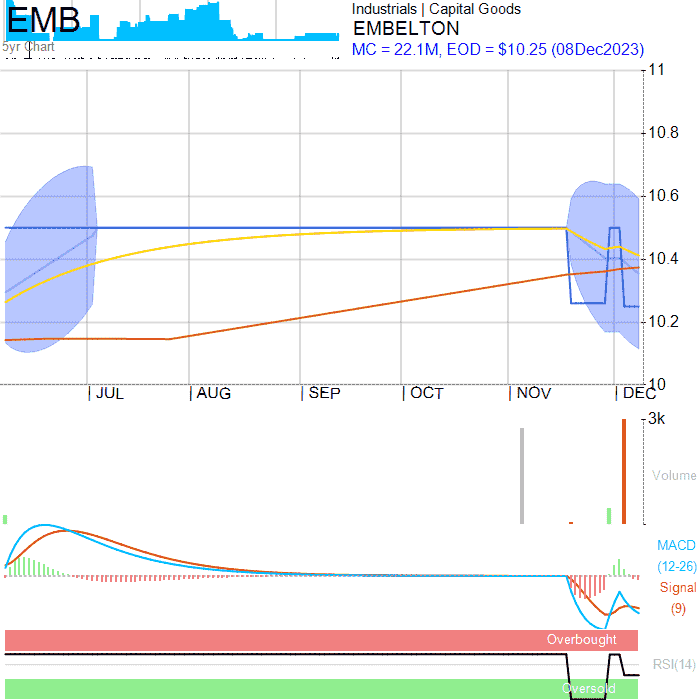 EMB
5yr Chart
Industrials | Capital Goods
EMBELTON
MC = 22.1M, EOD = $10.25 (08Dec2023)
11
10.8
10.6
10.4
10.2
10
JUL
AUG
SEP
OCT
NOV
DEC
3k
Volume
MACD
(12-26)
Signal
(9)
Overbought
RSI(14)
Oversold